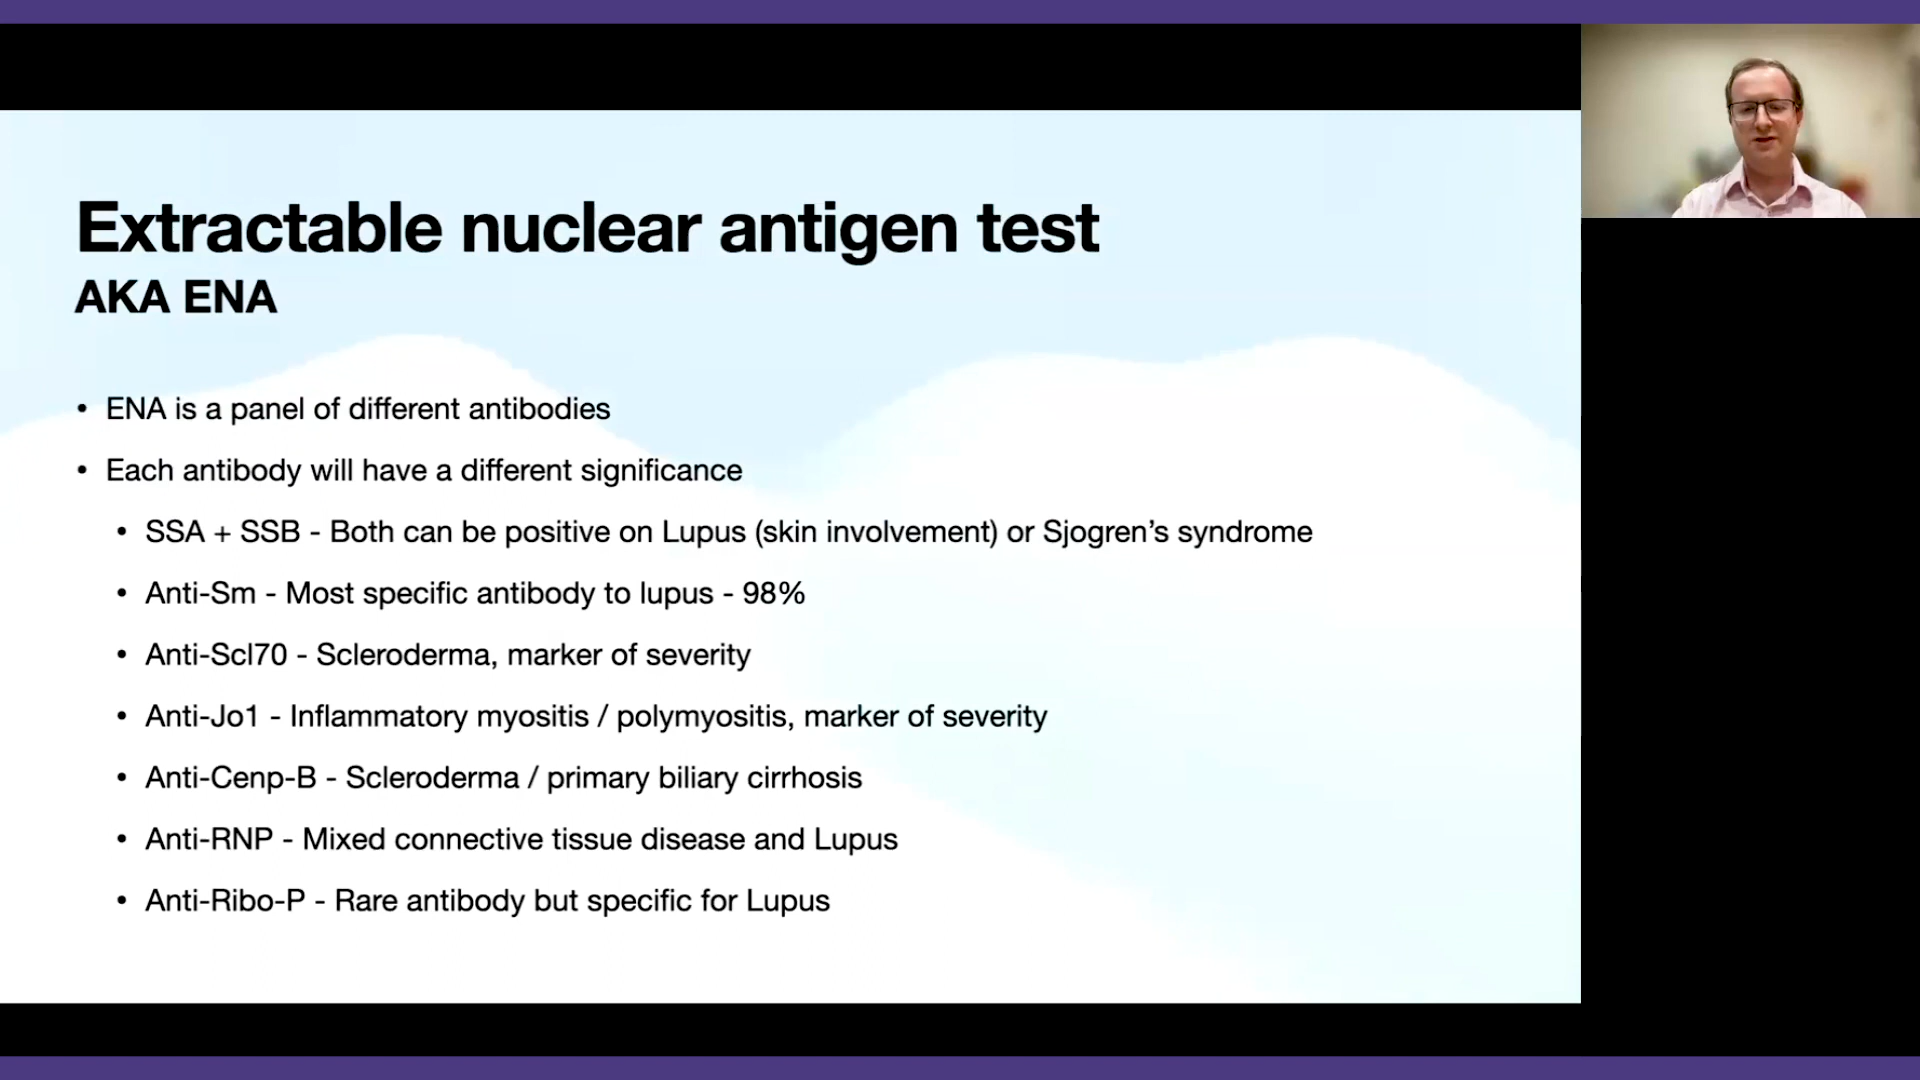 Extractable nuclear antigen test
AKA ENA
• ENA is a panel of different antibodies
• Each antibody will have a different significance
• SSA + SSB - Both can be positive on Lupus (skin involvement) or Sjogren’s syndrome
• Anti-Sm - Most specific antibody to lupus - 98%
• Anti-Scl70 - Scleroderma, marker of severity
• Anti-Jo1 - Inflammatory myositis / polymyositis, marker of severity
• Anti-Cenp-B - Scleroderma / primary biliary cirrhosis
• Anti-RNP - Mixed connective tissue disease and Lupus
• Anti-Ribo-P - Rare antibody but specific for Lupus